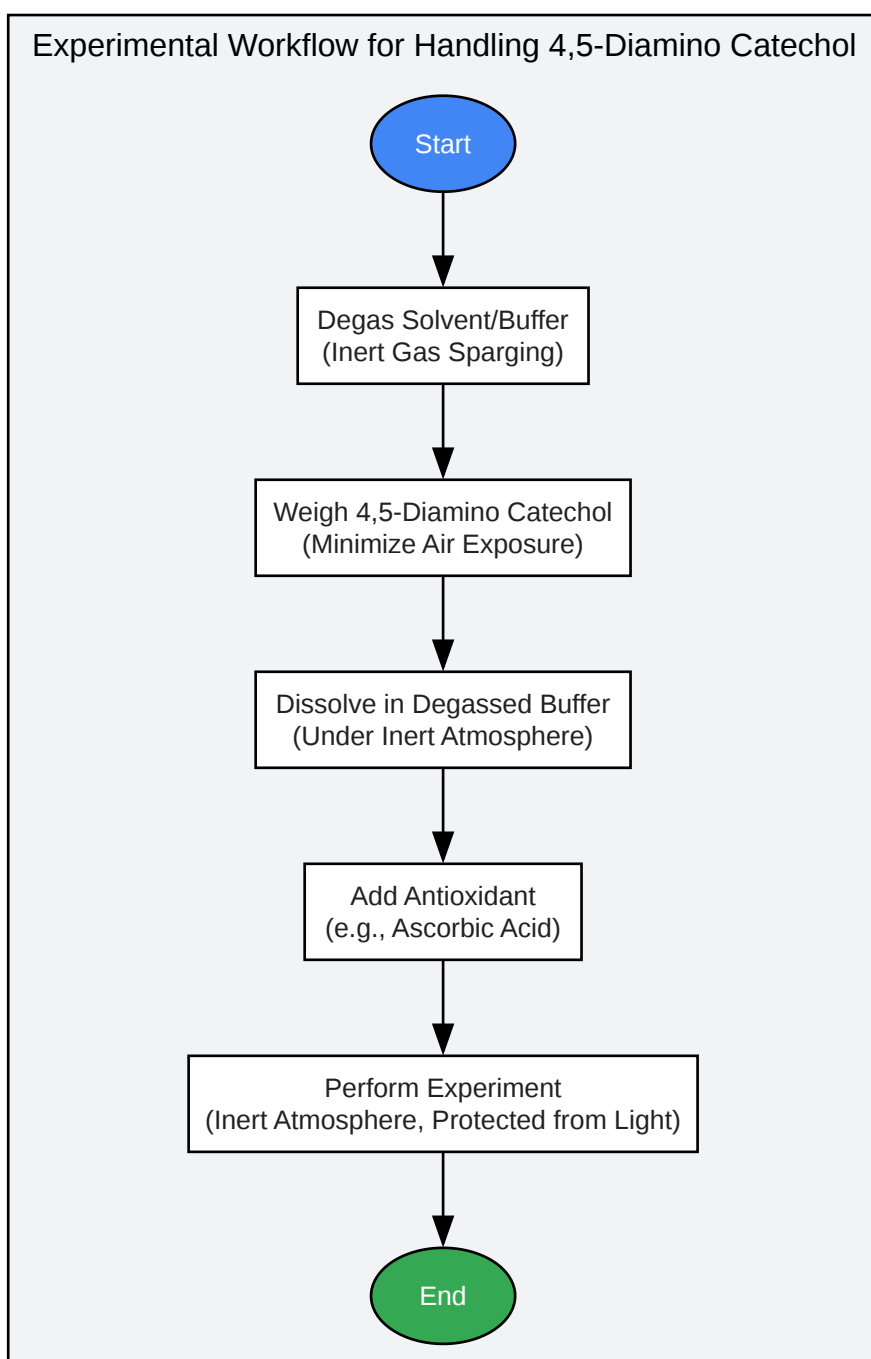 Experimental Workflow for Handling 4,5-Diamino Catechol
Start
Degas Solvent/Buffer
(Inert Gas Sparging)
Weigh 4,5-Diamino Catechol
(Minimize Air Exposure)
Dissolve in Degassed Buffer
(Under Inert Atmosphere)
Add Antioxidant
(e.g., Ascorbic Acid)
Perform Experiment
(Inert Atmosphere, Protected from Light)
End